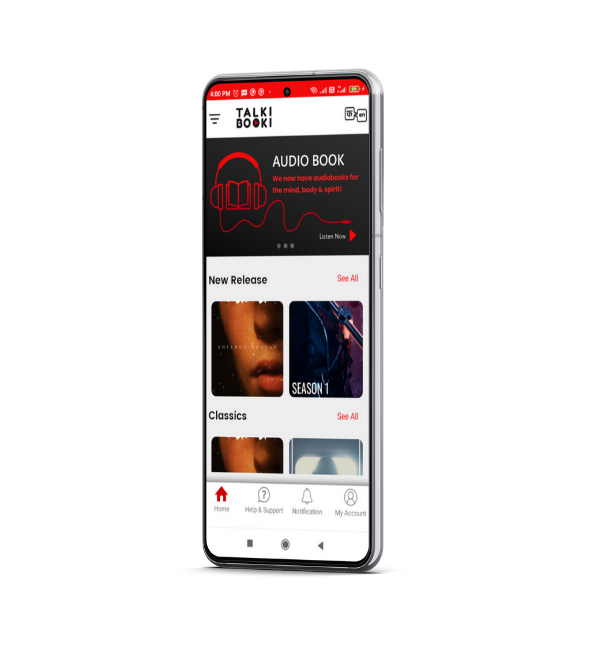 4:00 PM
TALKI
BOOKI
क en
AUDIO BOOK
We now have audiobooks for
the mind, body & spirit!
Listen Now
New Release
See All
SEASON 1
Classics
See All
Home
Help & Support
Notification
My Account